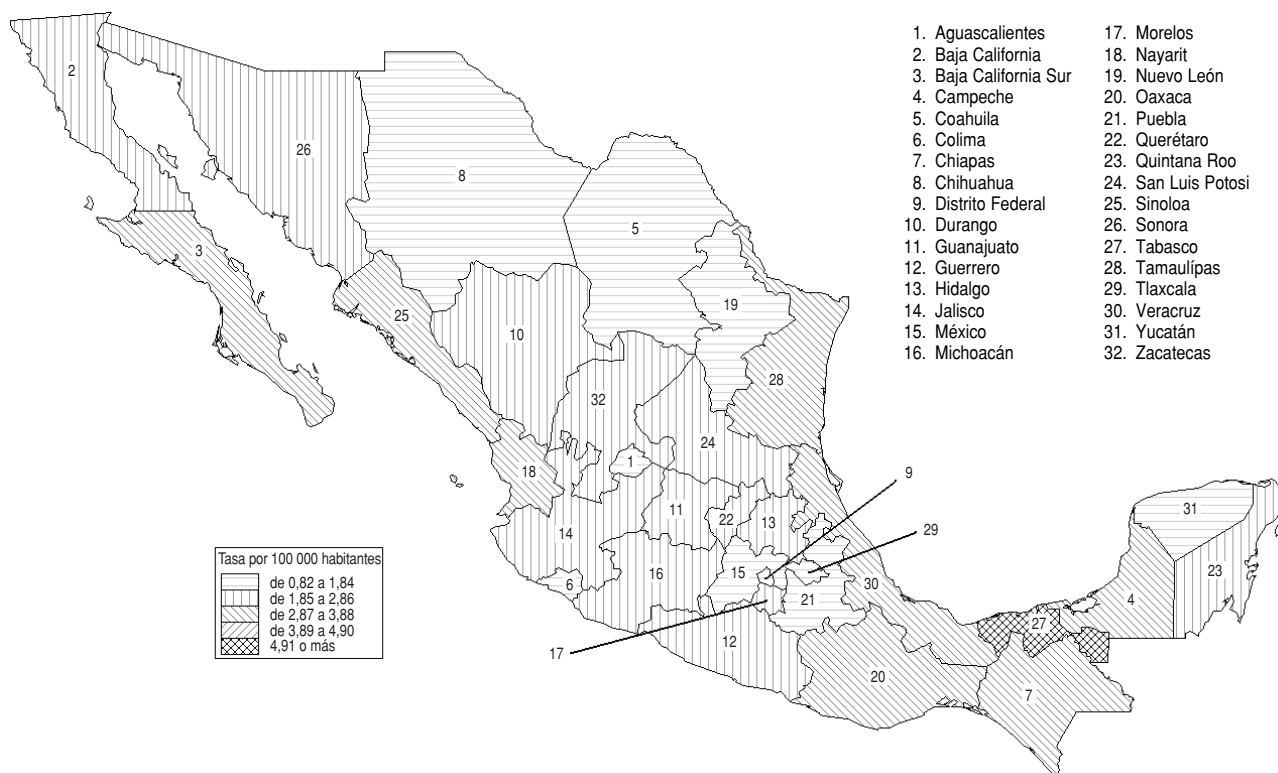 1. Aguascalientes
2. Baja California
3. Baja California Sur
4. Campeche
5. Coahuila
6. Colima
7. Chiapas
8. Chihuahua
9. Distrito Federal
10. Durango
11. Guanajuato
12. Guerrero
13. Hidalgo
14. Jalisco
15. México
16. Michoacán
17. Morelos
18. Nayarit
19. Nuevo León
20. Oaxaca
21. Puebla
22. Querétaro
23. Quintana Roo
24. San Luis Potosi
25. Sinoloa
26. Sonora
27. Tabasco
28. Tamaulípas
29. Tlaxcala
30. Veracruz
31. Yucatán
32. Zacatecas
2
26
8
5
3
19
25
10
28
32
24
1
18
9
31
11
22
13
14
29
23
16
15
6
30
21
4
27
12
17
20
7
Tasa por 100 000 habitantes
de 0,82 a 1,84
de 1,85 a 2,86
de 2,87 a 3,88
de 3,89 a 4,90
4,91 o más